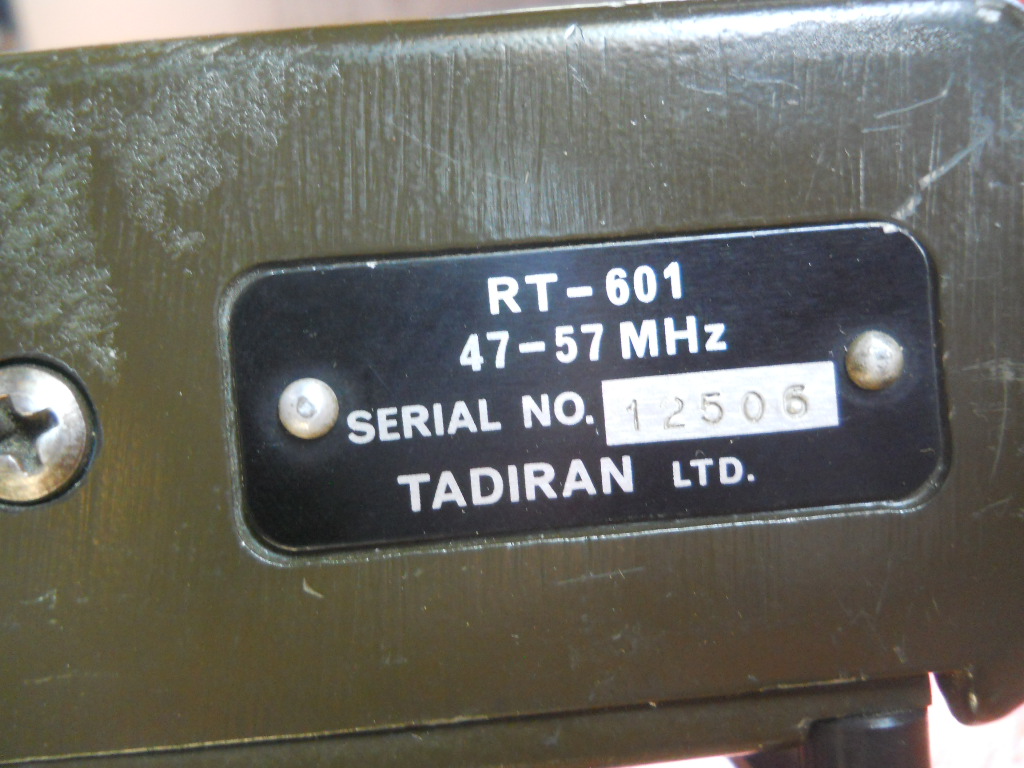 RT-601
47-57 MHz
SERIAL NO. 12506
TADIRAN LTD.